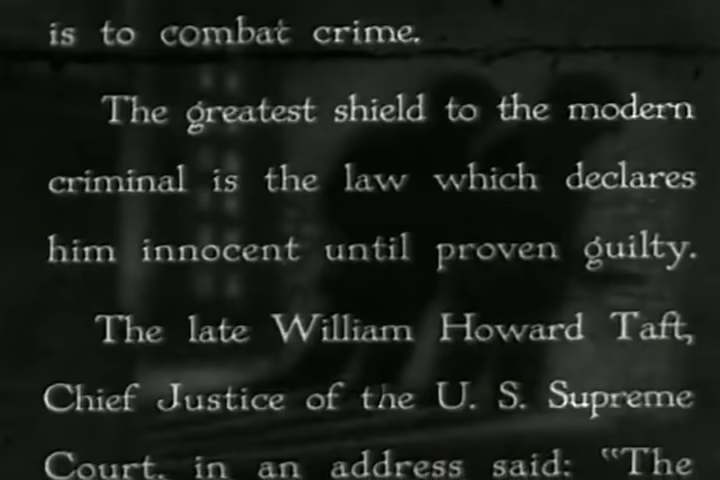 is to combat crime.
The greatest shield to the modern
criminal is the law which declares
him innocent until proven guilty.
The late William Howard Taft,
Chief Justice of the U. S. Supreme
Court, in an address said: "The